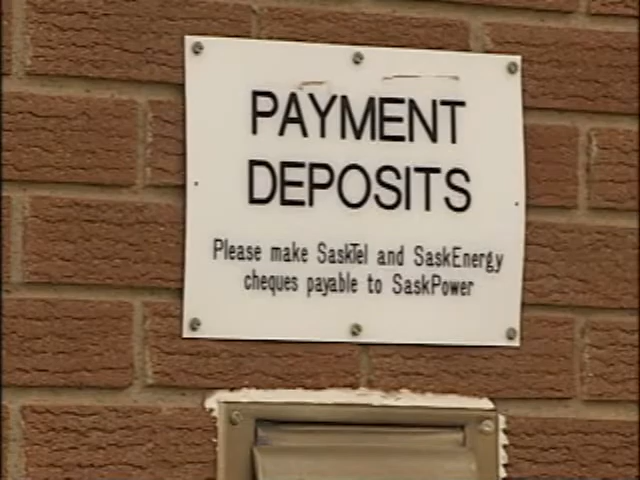 PAYMENT
DEPOSITS
Please make SaskTel and SaskEnergy
cheques payable to SaskPower